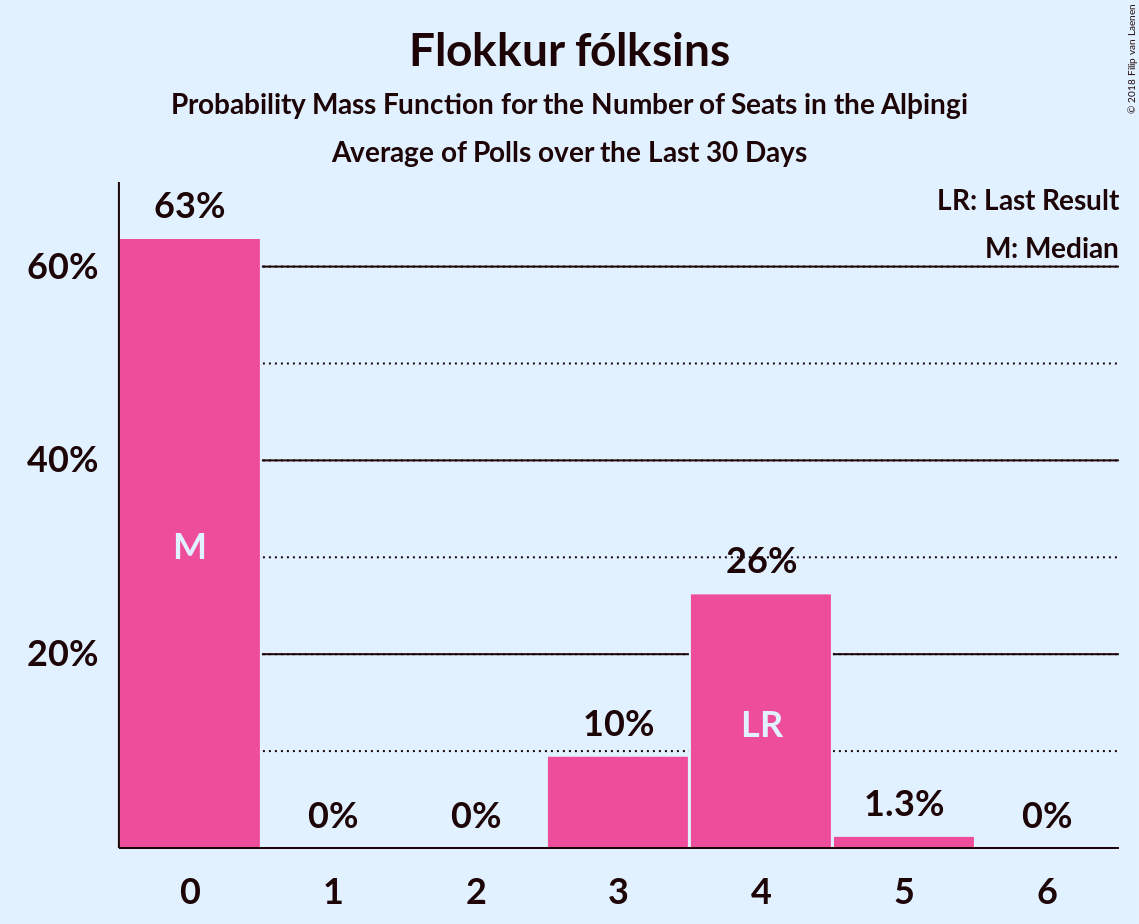 Flokkur fólksins
Probability Mass Function for the Number of Seats in the Alþingi
Average of Polls over the Last 30 Days
© 2018 Filip van Laenen
LR: Last Result
M: Median
63%
60%
40%
20%
M
0%
0%
10%
26%
LR
1.3%
0%
0 1 2 3 4 5 6